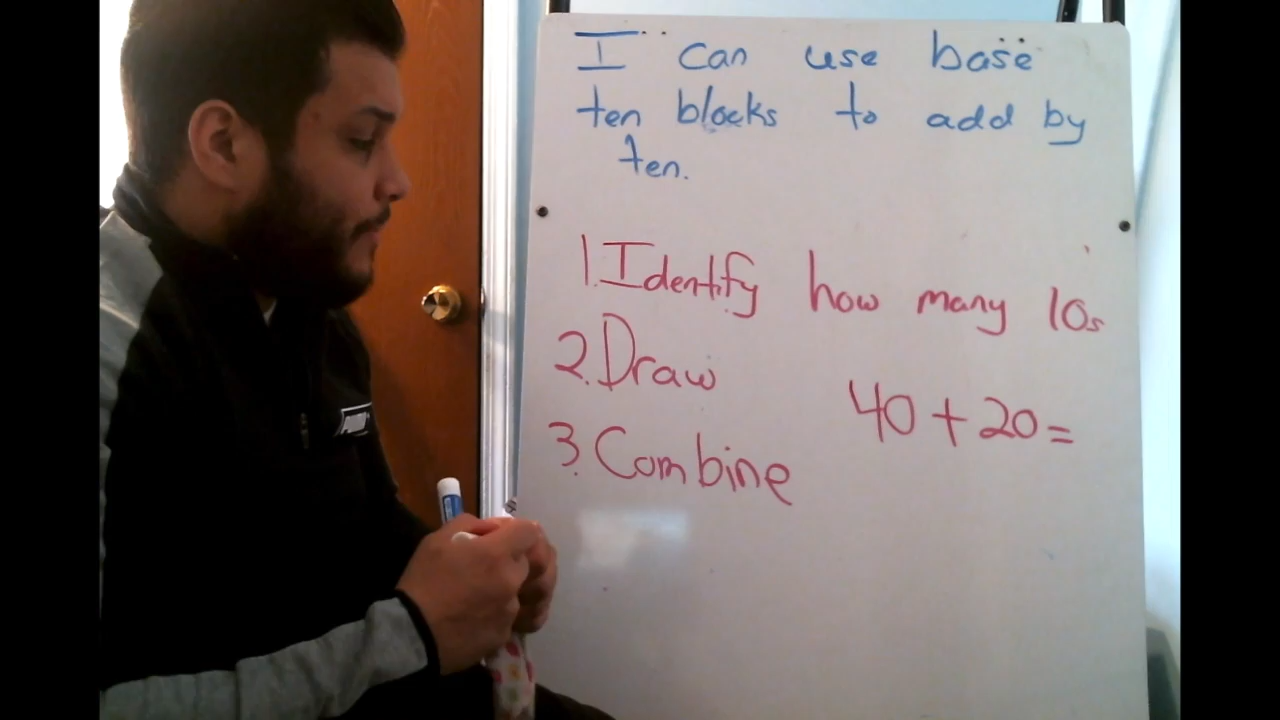 I can use base
ten blocks to add by
ten.
1. Identify how many 10s
2. Draw
40 + 20 =
3. Combine